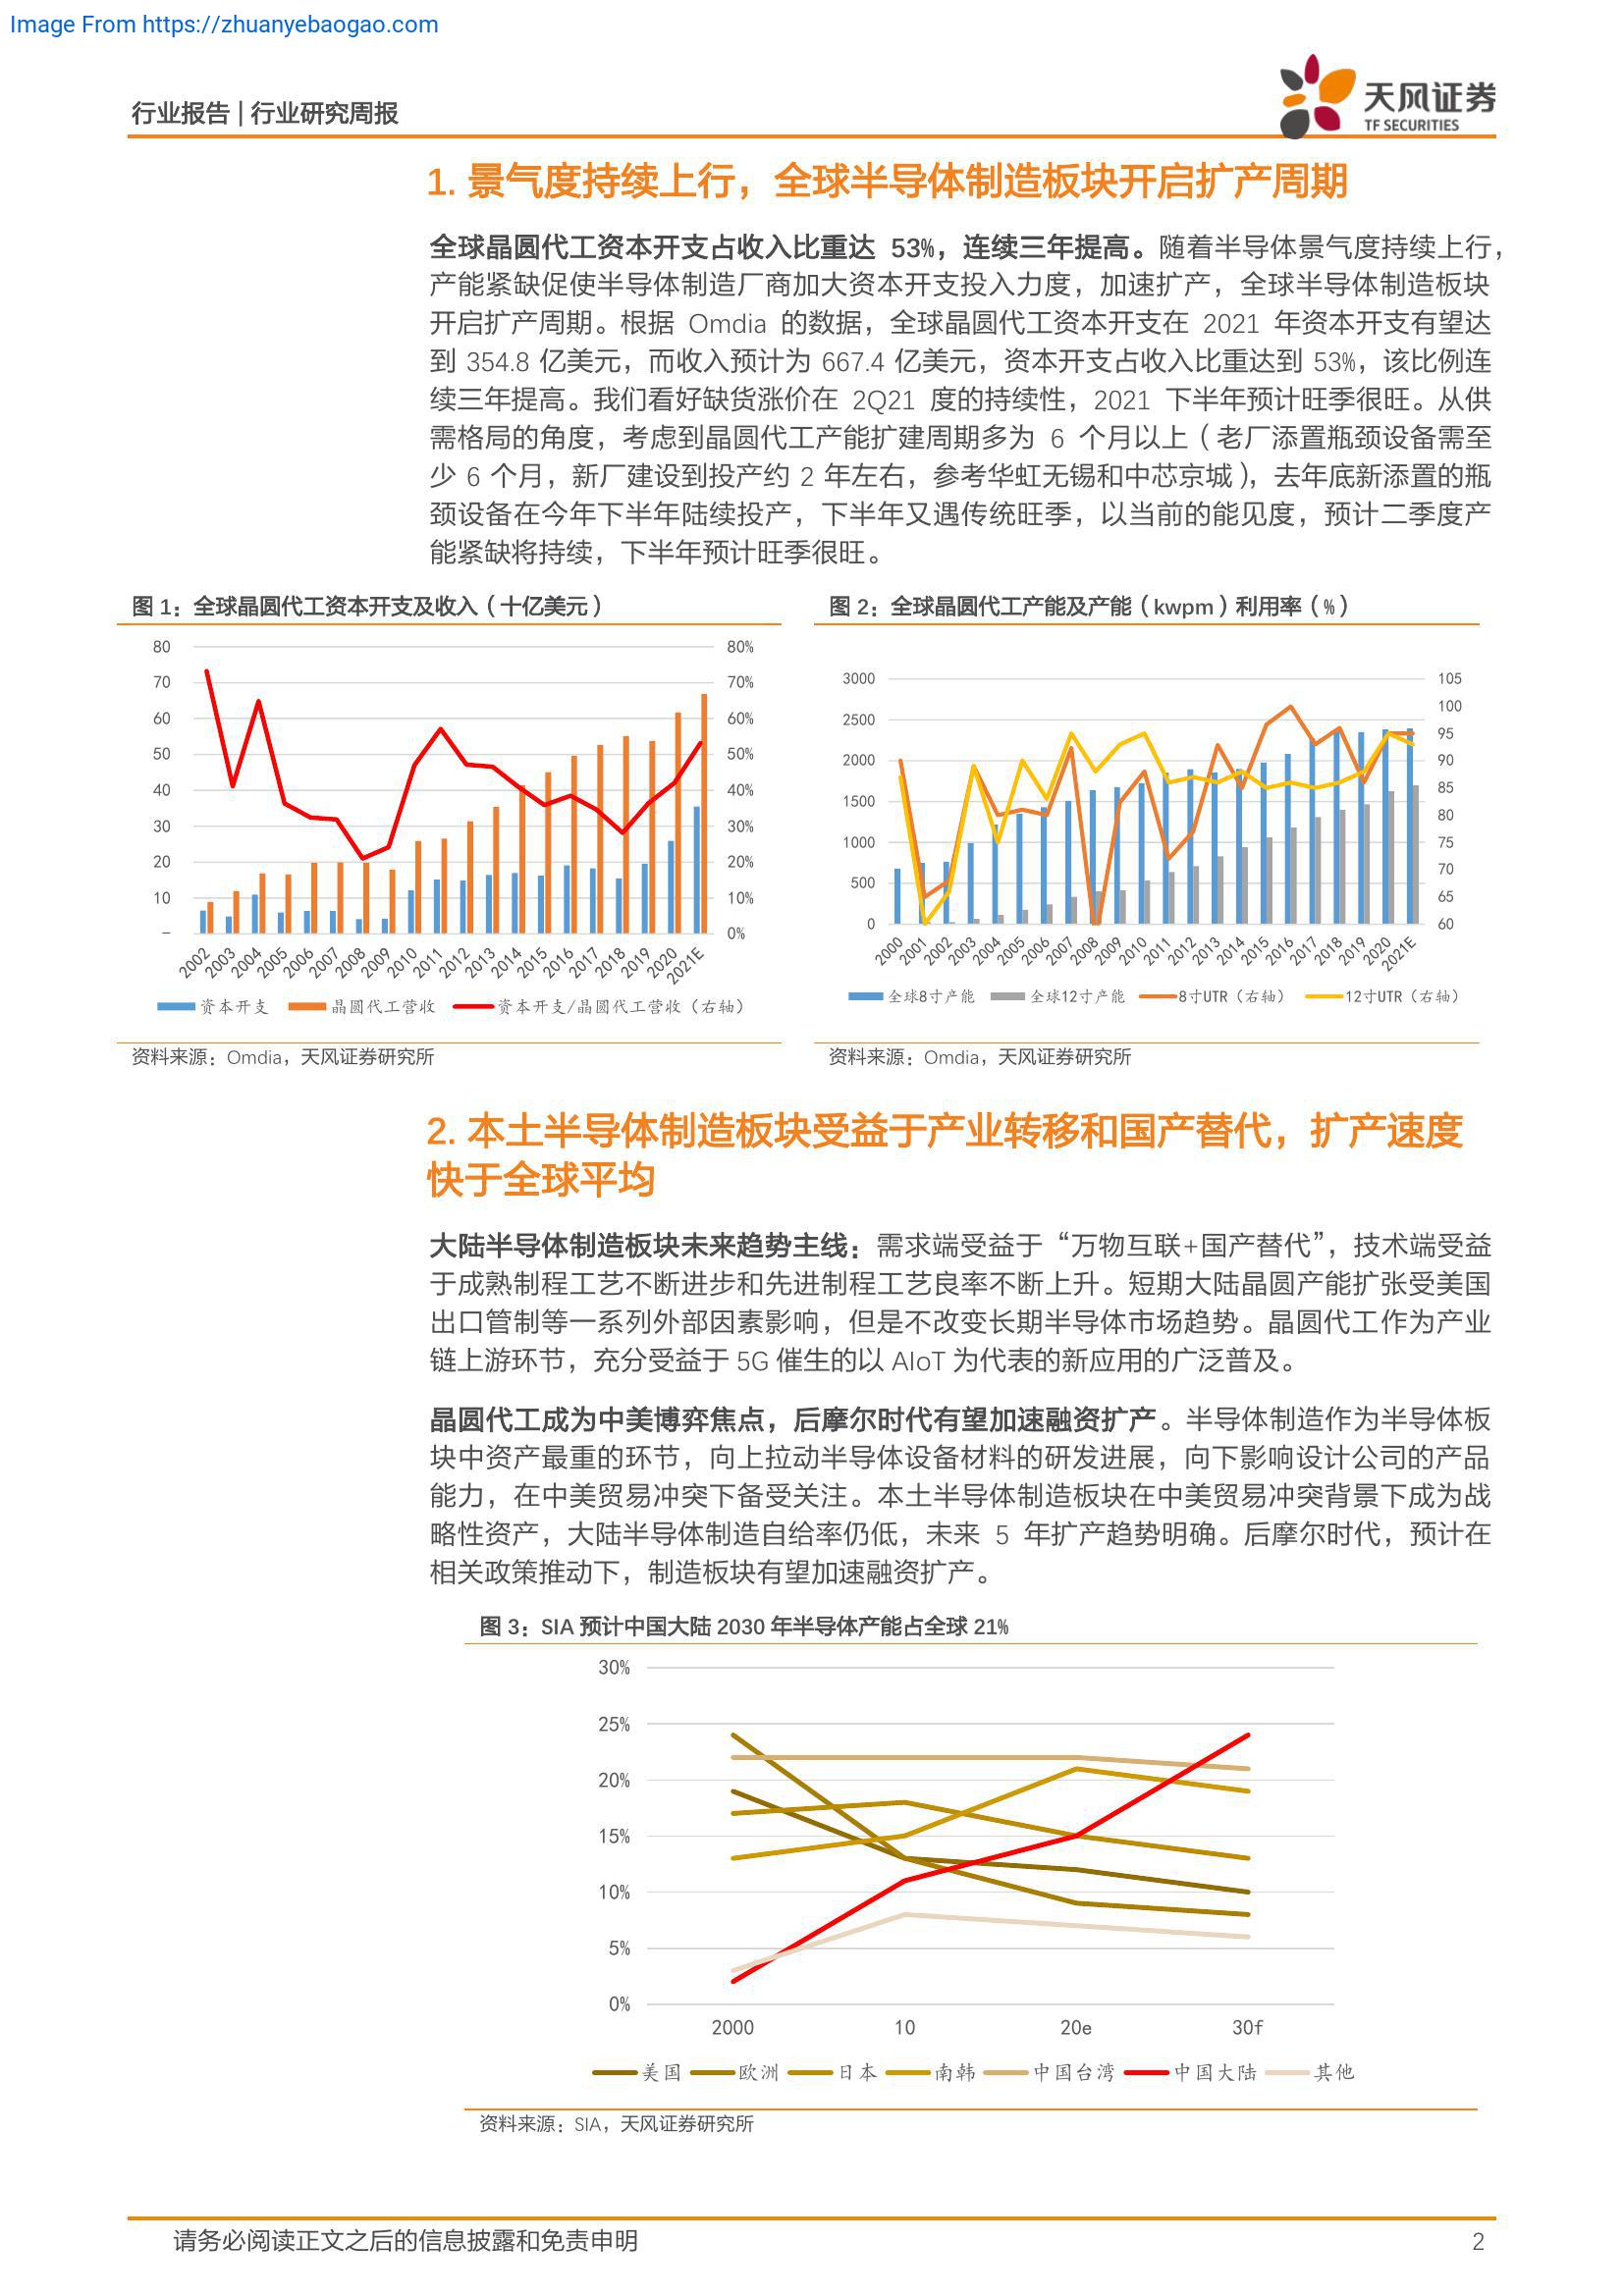 Image From https://zhuanyebaogao.com
行业报告 | 行业研究周报
天风证券
TF SECURITIES
1. 景气度持续上行，全球半导体制造板块开启扩产周期
全球晶圆代工资本开支占收入比重达 53%，连续三年提高。随着半导体景气度持续上行，
产能紧缺促使半导体制造厂商加大资本开支投入力度，加速扩产，全球半导体制造板块
开启扩产周期。根据 Omdia 的数据，全球晶圆代工资本开支在 2021 年资本开支有望达
到 354.8 亿美元，而收入预计为 667.4 亿美元，资本开支占收入比重达到 53%，该比例连
续三年提高。我们看好缺货涨价在 2Q21 度的持续性，2021 下半年预计旺季很旺。从供
需格局的角度，考虑到晶圆代工产能扩建周期多为 6 个月以上（老厂添置瓶颈设备需至
少 6 个月，新厂建设到投产约 2 年左右，参考华虹无锡和中芯京城），去年底新添置的瓶
颈设备在今年下半年陆续投产，下半年又遇传统旺季，以当前的能见度，预计二季度产
能紧缺将持续，下半年预计旺季很旺。
图 1：全球晶圆代工资本开支及收入（十亿美元）
80
70
60
50
40
30
20
10
–
80%
70%
60%
50%
40%
30%
20%
10%
0%
2002
2003
2004
2005
2006
2007
2008
2009
2010
2011
2012
2013
2014
2015
2016
2017
2018
2019
2020
2021E
资本开支
晶圆代工营收
资本开支/晶圆代工营收（右轴）
资料来源：Omdia，天风证券研究所
图 2：全球晶圆代工产能及产能（kwpm）利用率（%）
3000
2500
2000
1500
1000
500
0
105
100
95
90
85
80
75
70
65
60
2000
2001
2002
2003
2004
2005
2006
2007
2008
2009
2010
2011
2012
2013
2014
2015
2016
2017
2018
2019
2020
2021E
全球8寸产能
全球12寸产能
8寸UTR（右轴）
12寸UTR（右轴）
资料来源：Omdia，天风证券研究所
2. 本土半导体制造板块受益于产业转移和国产替代，扩产速度
快于全球平均
大陆半导体制造板块未来趋势主线：需求端受益于“万物互联+国产替代”，技术端受益
于成熟制程工艺不断进步和先进制程工艺良率不断上升。短期大陆晶圆产能扩张受美国
出口管制等一系列外部因素影响，但是不改变长期半导体市场趋势。晶圆代工作为产业
链上游环节，充分受益于 5G 催生的以 AIoT 为代表的新应用的广泛普及。
晶圆代工成为中美博弈焦点，后摩尔时代有望加速融资扩产。半导体制造作为半导体板
块中资产最重的环节，向上拉动半导体设备材料的研发进展，向下影响设计公司的产品
能力，在中美贸易冲突下备受关注。本土半导体制造板块在中美贸易冲突背景下成为战
略性资产，大陆半导体制造自给率仍低，未来 5 年扩产趋势明确。后摩尔时代，预计在
相关政策推动下，制造板块有望加速融资扩产。
图 3：SIA 预计中国大陆 2030 年半导体产能占全球 21%
30%
25%
20%
15%
10%
5%
0%
2000
10
20e
30f
美国
欧洲
日本
南韩
中国台湾
中国大陆
其他
资料来源：SIA，天风证券研究所
请务必阅读正文之后的信息披露和免责申明
2